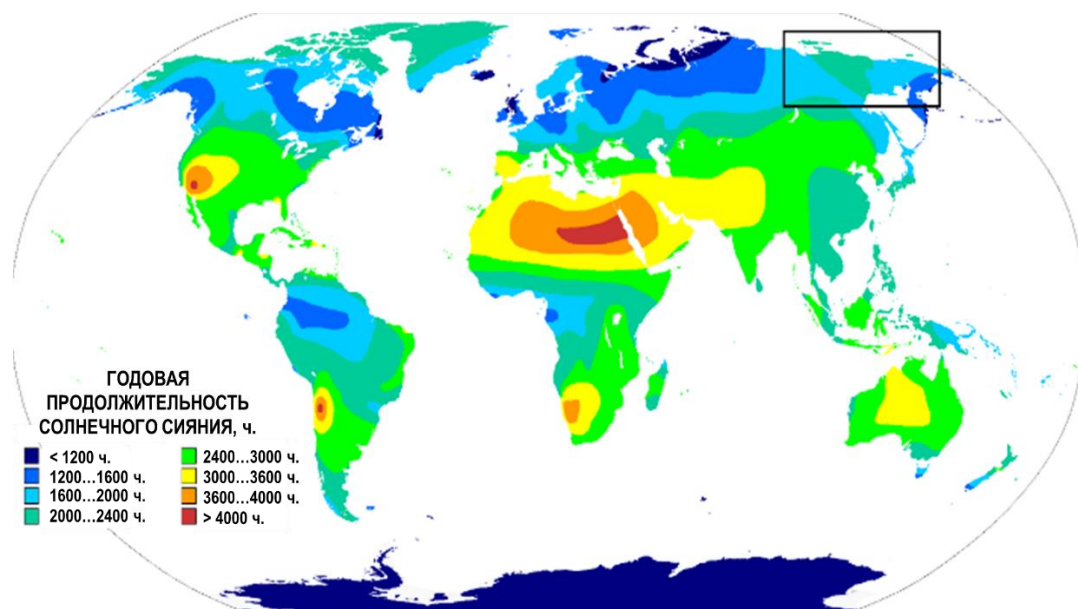 ГОДОВАЯ
ПРОДОЛЖИТЕЛЬНОСТЬ
СОЛНЕЧНОГО СИЯНИЯ, ч.
< 1200 ч.
1200...1600 ч.
1600...2000 ч.
2000...2400 ч.
2400...3000 ч.
3000...3600 ч.
3600...4000 ч.
> 4000 ч.